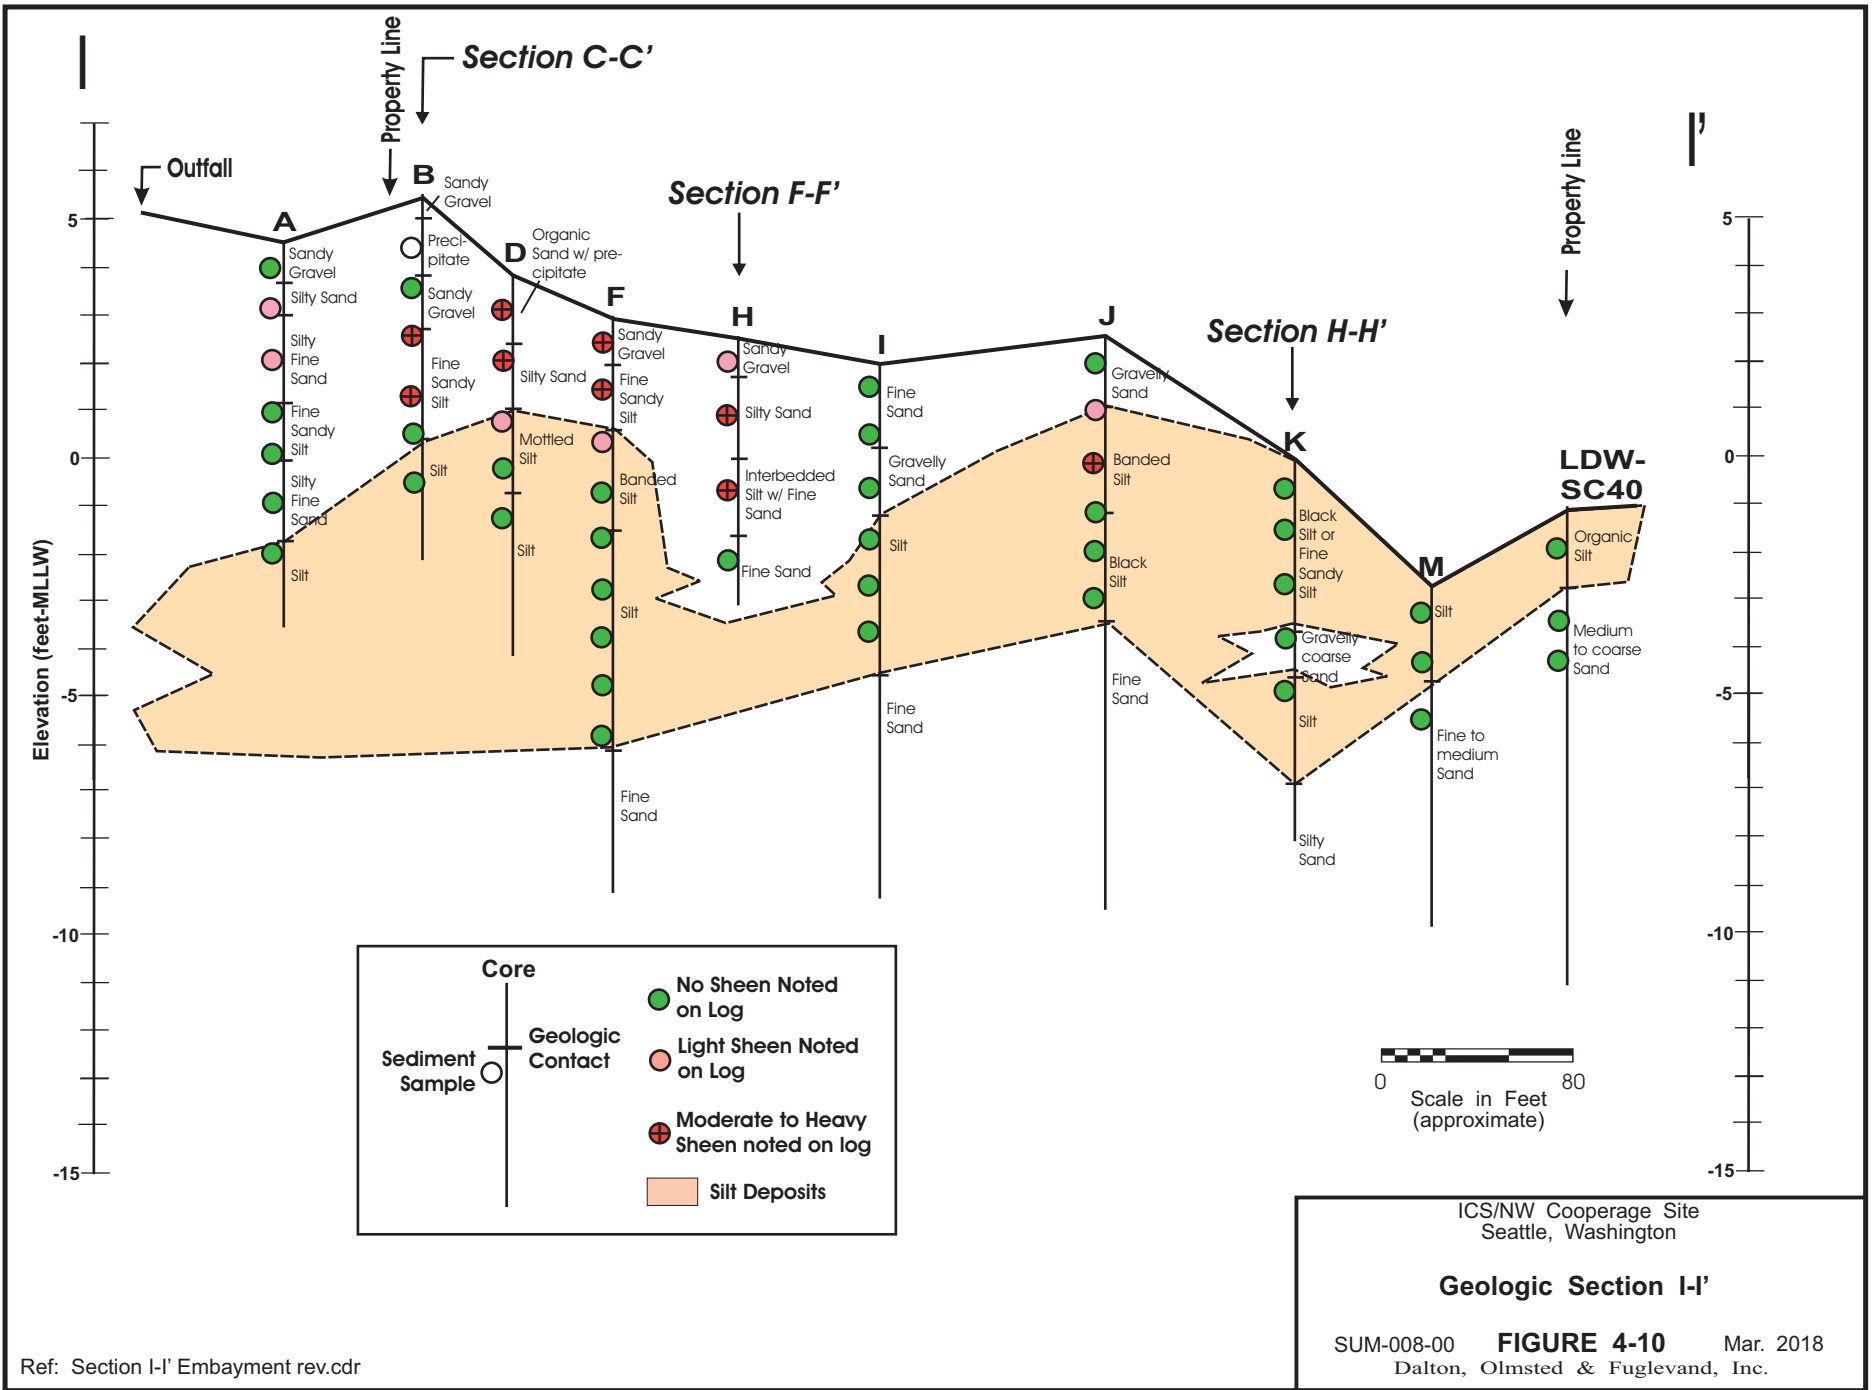 I
Property Line
Section C-C’
Outfall
I’
Property Line
B
Sandy
Gravel
A
Section F-F’
5
5
Sandy
Gravel
Preci-
pitate
D
Organic
Sand w/ pre-
cipitate
Silty Sand
Sandy
Gravel
F
H
J
Section H-H’
Silty
Fine
Sand
Fine
Sandy
Silt
Silty Sand
Sandy
Gravel
Sandy
Gravel
I
Gravelly
Sand
Fine
Sandy
Silt
Fine
Sandy
Silt
Silty Sand
Fine
Sand
Mottled
Silt
K
0
0
Silt
Silty
Fine
Sand
Banded
Silt
Interbedded
Silt w/ Fine
Sand
Gravelly
Sand
Banded
Silt
LDW-
SC40
Black
Silt or
Fine
Sandy
Silt
Silt
Silt
Silt
Fine Sand
Black
Silt
M
Organic
Silt
Silt
Silt
Gravelly
coarse
Sand
Medium
to coarse
Sand
-5
-5
Fine
Sand
Fine
Sand
Silt
Fine to
medium
Sand
Fine
Sand
Silty
Sand
Elevation (feet-MLLW)
-10
-10
-15
-15
Core
Geologic
Contact
Sediment
Sample
No Sheen Noted
on Log
Light Sheen Noted
on Log
Moderate to Heavy
Sheen noted on log
Silt Deposits
0
80
Scale in Feet
(approximate)
ICS/NW Cooperage Site
Seattle, Washington
Geologic Section I-I’
SUM-008-00 FIGURE 4-10 Mar. 2018
Dalton, Olmsted & Fuglevand, Inc.
Ref: Section I-I’ Embayment rev.cdr